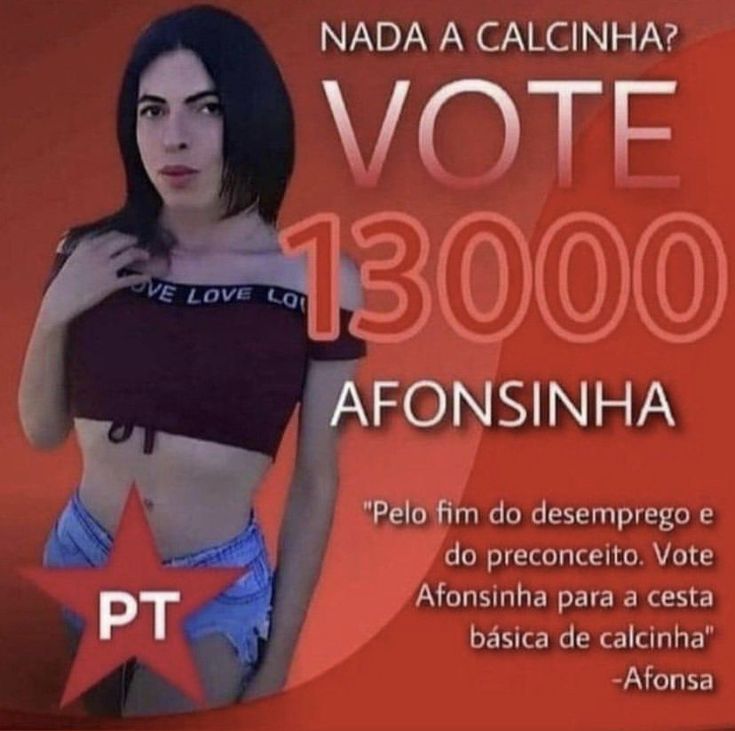 NADA A CALCINHA?
VOTE
13000
AFONSINHA
"Pelo fim do desemprego e
do preconceito. Vote
Afonsinha para a cesta
básica de calcinha"
-Afonsa
PT
OVE LOVE LO